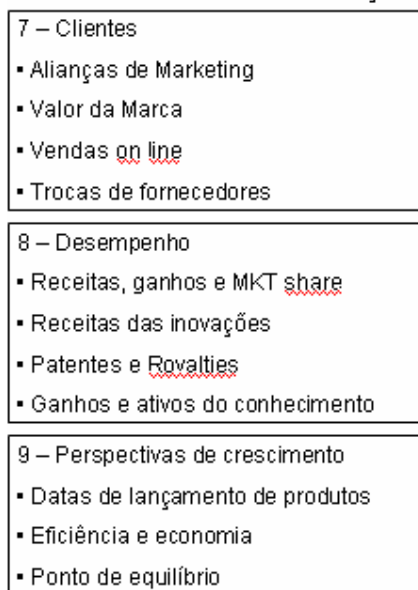 7 – Clientes
▪ Alianças de Marketing
▪ Valor da Marca
▪ Vendas on line
▪ Trocas de fornecedores
8 – Desempenho
▪ Receitas, ganhos e MKT share
▪ Receitas das inovações
▪ Patentes e Rovalties
▪ Ganhos e ativos do conhecimento
9 – Perspectivas de crescimento
▪ Datas de lançamento de produtos
▪ Eficiência e economia
▪ Ponto de equilíbrio